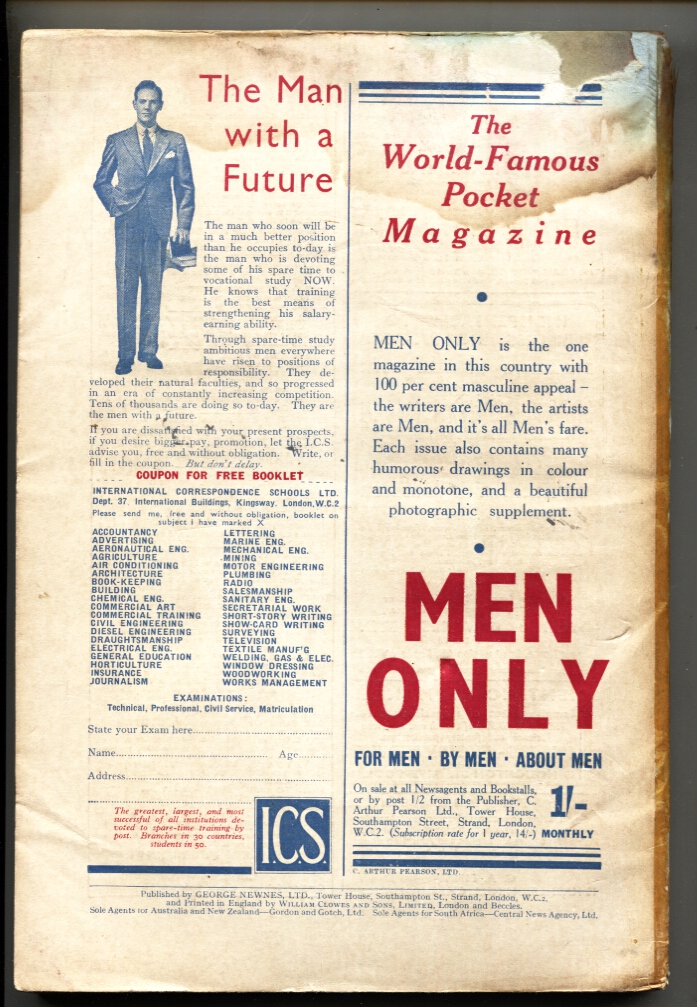 The Man
with a
Future
The man who soon will be
in a much better position
than he occupies to-day is
the man who is devoting
some of his spare time to
vocational study NOW.
He knows that training
is the best means of
strengthening his salary-
earning ability.
Through spare-time study
ambitious men everywhere
have risen to positions of
responsibility. They de-
veloped their natural faculties, and so progressed
in an era of constantly increasing competition.
Tens of thousands are doing so to-day. They are
the men with a future.
If you are dissatisfied with your present prospects,
if you desire bigger pay, promotion, let the I.C.S.
advise you, free and without obligation. Write, or
fill in the coupon. But don't delay.
COUPON FOR FREE BOOKLET
INTERNATIONAL CORRESPONDENCE SCHOOLS LTD.
Dept. 37, International Buildings, Kingsway, London, W.C.2
Please send me, free and without obligation, booklet on
subject I have marked X
ACCOUNTANCY
ADVERTISING
AERONAUTICAL ENG.
AGRICULTURE
AIR CONDITIONING
ARCHITECTURE
BOOK-KEEPING
BUILDING
CHEMICAL ENG.
COMMERCIAL ART
COMMERCIAL TRAINING
CIVIL ENGINEERING
DIESEL ENGINEERING
DRAUGHTSMANSHIP
ELECTRICAL ENG.
GENERAL EDUCATION
HORTICULTURE
INSURANCE
JOURNALISM
LETTERING
MARINE ENG.
MECHANICAL ENG.
MINING
MOTOR ENGINEERING
PLUMBING
RADIO
SALESMANSHIP
SANITARY ENG.
SECRETARIAL WORK
SHORT-STORY WRITING
SHOW-CARD WRITING
SURVEYING
TELEVISION
TEXTILE MANUF'G
WELDING, GAS & ELEC.
WINDOW DRESSING
WOODWORKING
WORKS MANAGEMENT
EXAMINATIONS:
Technical, Professional, Civil Service, Matriculation
State your Exam here
Name Age
Address
The greatest, largest, and most
successful of all institutions de-
voted to spare-time training by
post. Branches in 30 countries,
students in 50.
I.C.S.
The
World-Famous
Pocket
Magazine
MEN ONLY is the one
magazine in this country with
100 per cent masculine appeal –
the writers are Men, the artists
are Men, and it's all Men's fare.
Each issue also contains many
humorous drawings in colour
and monotone, and a beautiful
photographic supplement.
MEN
ONLY
FOR MEN · BY MEN · ABOUT MEN
On sale at all Newsagents and Bookstalls,
or by post 1/2 from the Publisher, C.
Arthur Pearson Ltd., Tower House,
Southampton Street, Strand, London,
W.C.2. (Subscription rate for 1 year, 14/-)
1/-
MONTHLY
C. ARTHUR PEARSON, LTD.
Published by GEORGE NEWNES, LTD., Tower House, Southampton St., Strand, London, W.C.2,
and Printed in England by WILLIAM CLOWES AND SONS, LIMITED, London and Beccles.
Sole Agents for Australia and New Zealand—Gordon and Gotch, Ltd. Sole Agents for South Africa—Central News Agency, Ltd.